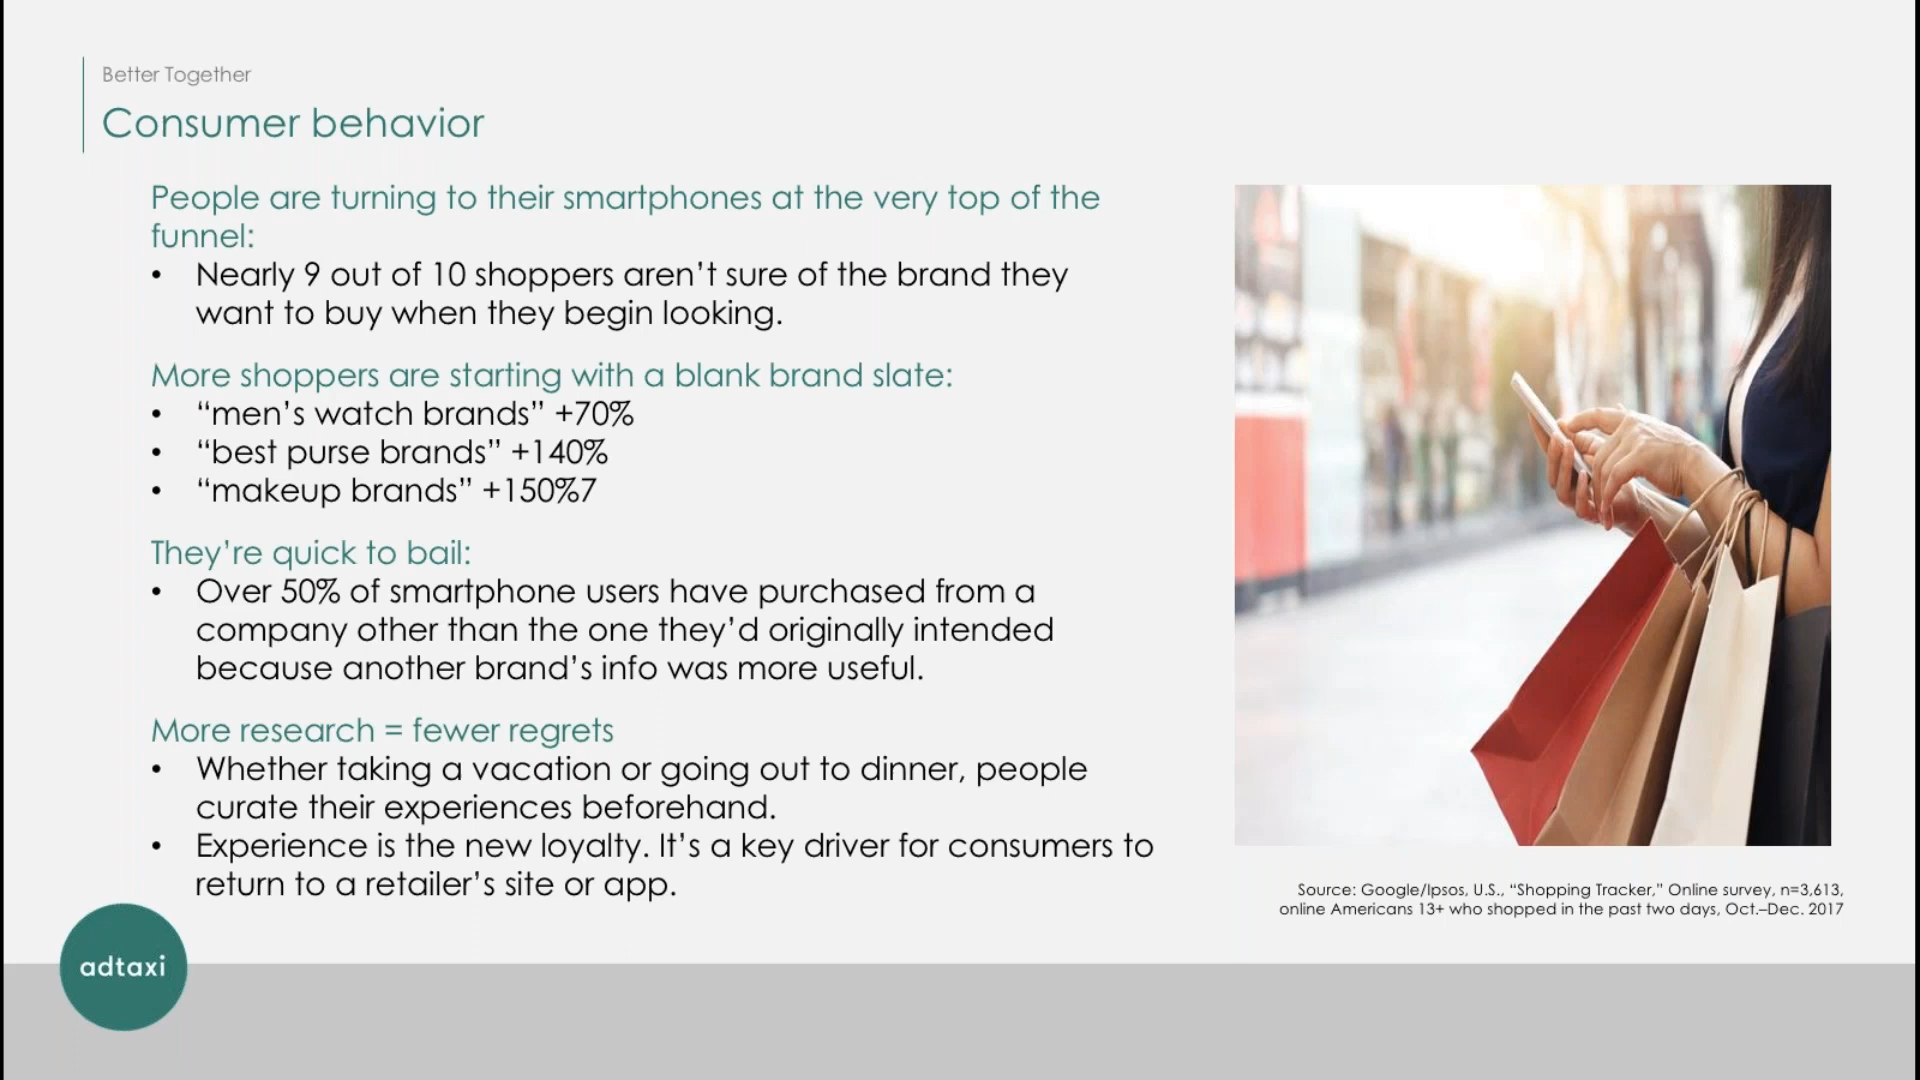 Better Together
Consumer behavior
People are turning to their smartphones at the very top of the
funnel:
• Nearly 9 out of 10 shoppers aren’t sure of the brand they
want to buy when they begin looking.
More shoppers are starting with a blank brand slate:
• “men’s watch brands” +70%
• “best purse brands” +140%
• “makeup brands” +150%7
They’re quick to bail:
• Over 50% of smartphone users have purchased from a
company other than the one they’d originally intended
because another brand’s info was more useful.
More research = fewer regrets
• Whether taking a vacation or going out to dinner, people
curate their experiences beforehand.
• Experience is the new loyalty. It’s a key driver for consumers to
return to a retailer’s site or app.
Source: Google/Ipsos, U.S., “Shopping Tracker,” Online survey, n=3,613,
online Americans 13+ who shopped in the past two days, Oct.–Dec. 2017
adtaxi